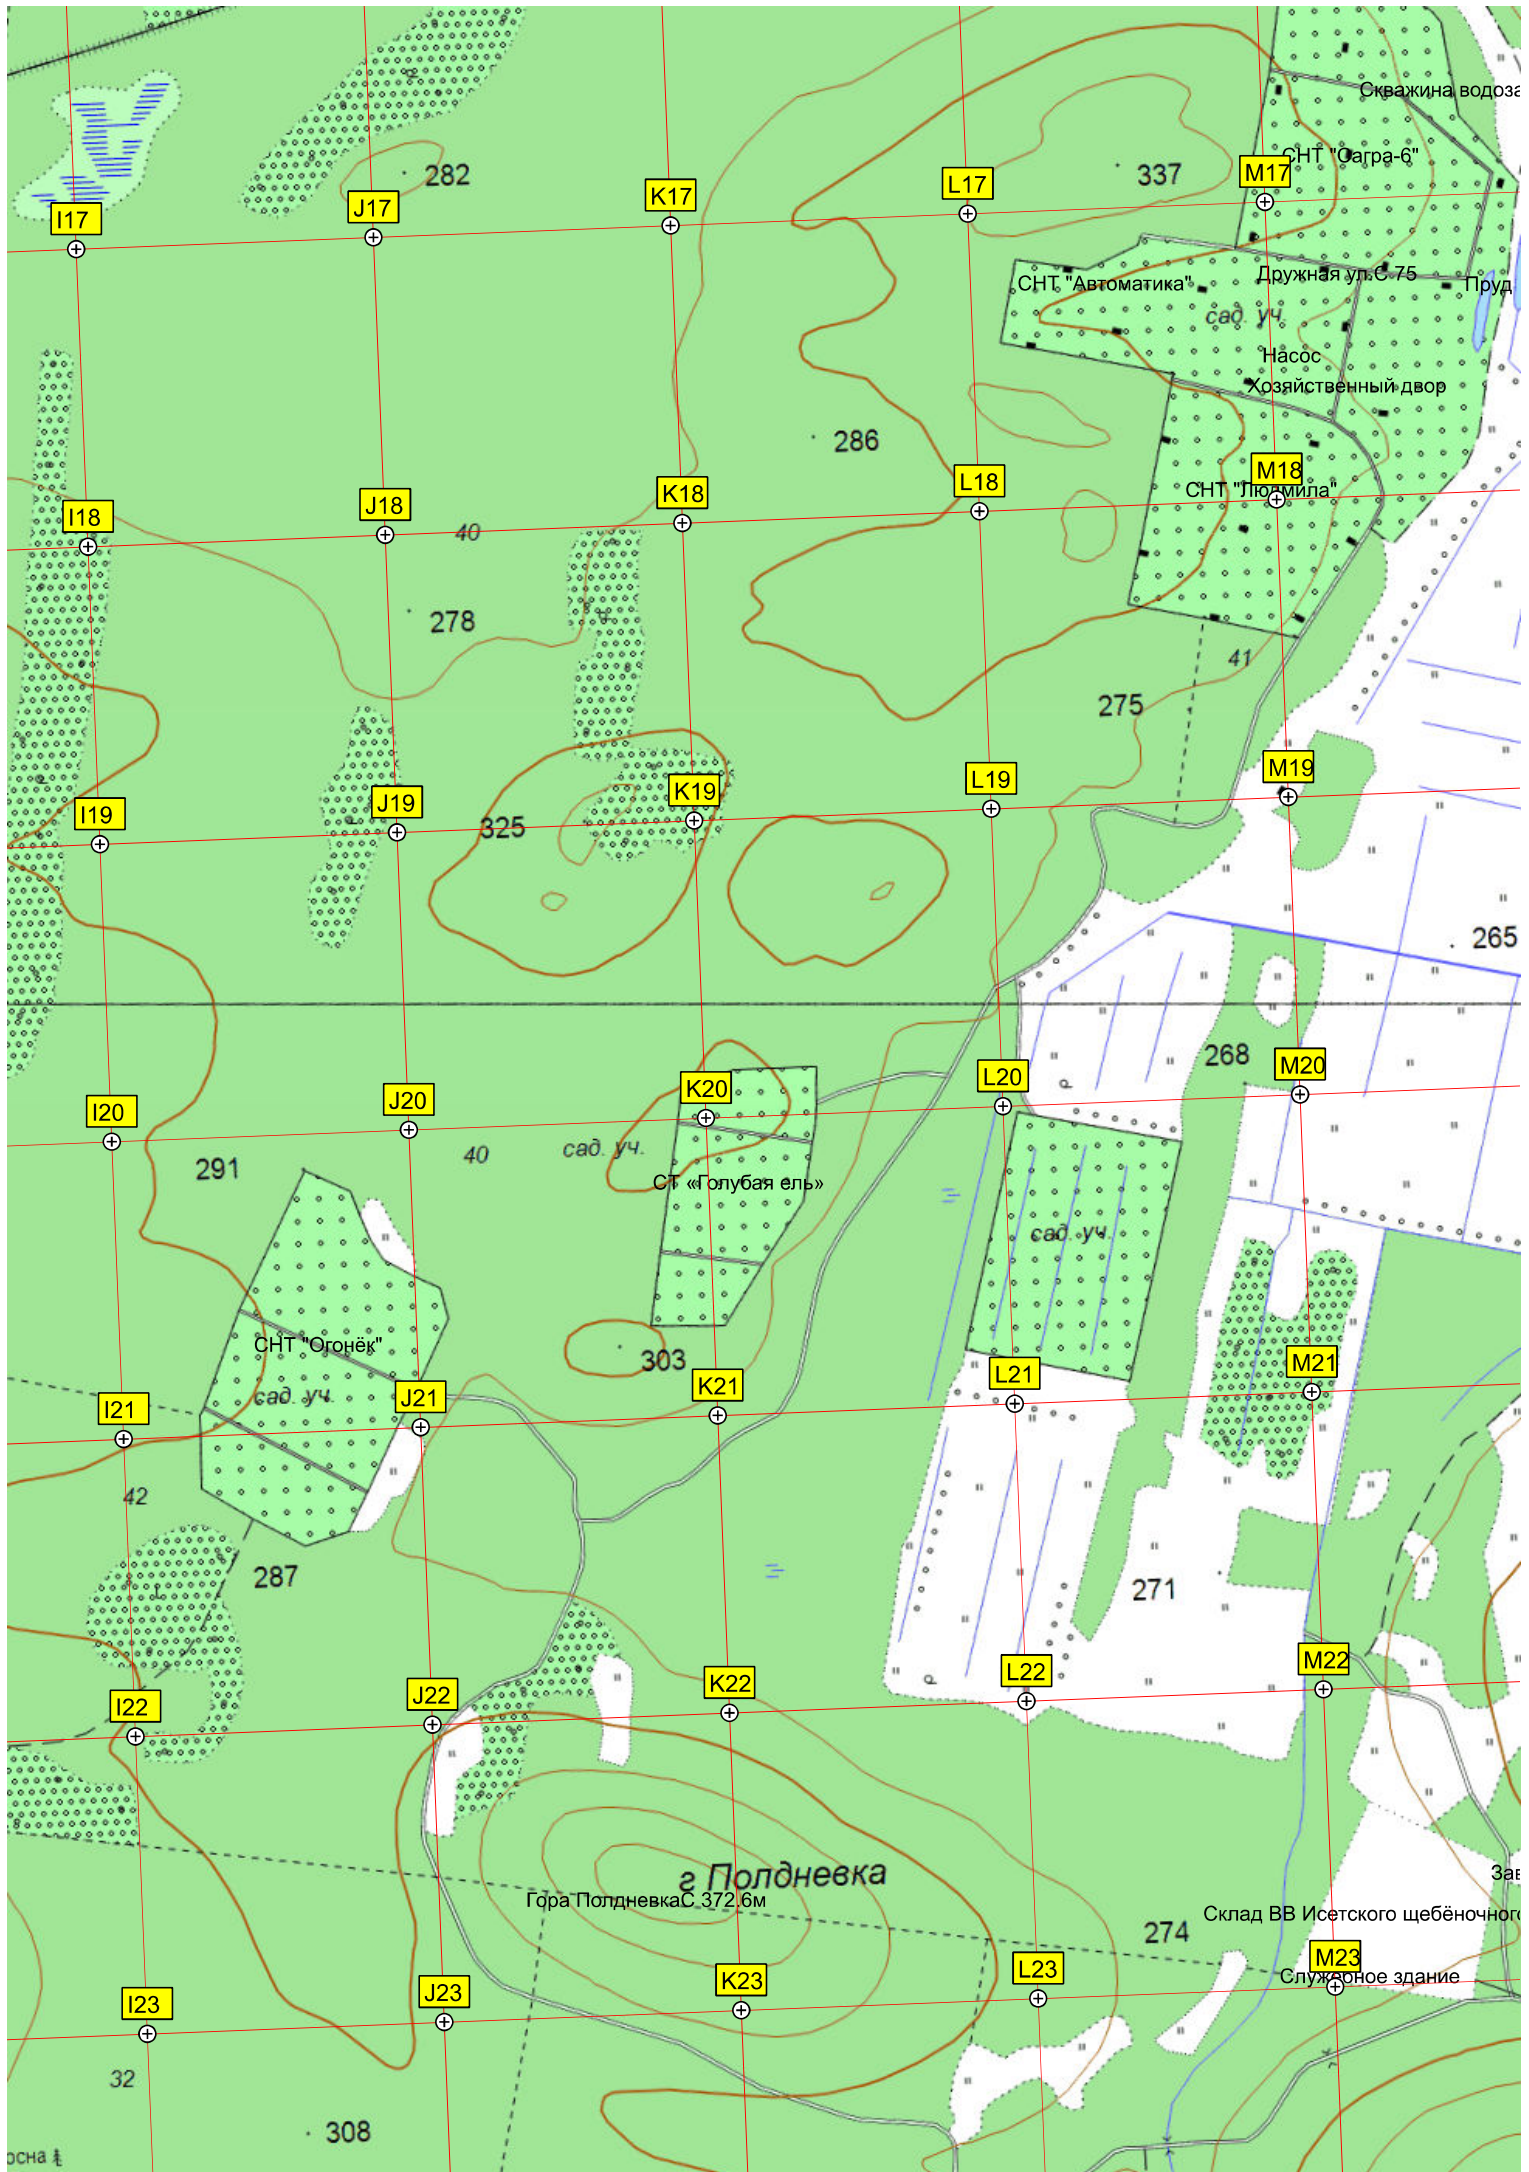 Скважина водоза
СНТ "Сагра-6"
282
337
I17
J17
K17
L17
M17
СНТ "Автоматика"
Дружная ул.С 75
Пруд
сад. уч.
Насос
Хозяйственный двор
286
I18
J18
K18
L18
M18
СНТ "Людмила"
40
278
41
275
I19
J19
K19
L19
M19
325
265
268
I20
J20
K20
L20
M20
291
40
сад. уч.
СТ «Голубая ель»
сад. уч.
СНТ "Огонёк"
303
сад. уч.
I21
J21
K21
L21
M21
42
287
271
I22
J22
K22
L22
M22
г Полдневка
Гора ПолдневкаС 372.6м
Зав
Склад ВВ Исетского щебёночного
274
Служебное здание
I23
J23
K23
L23
M23
32
308
осна